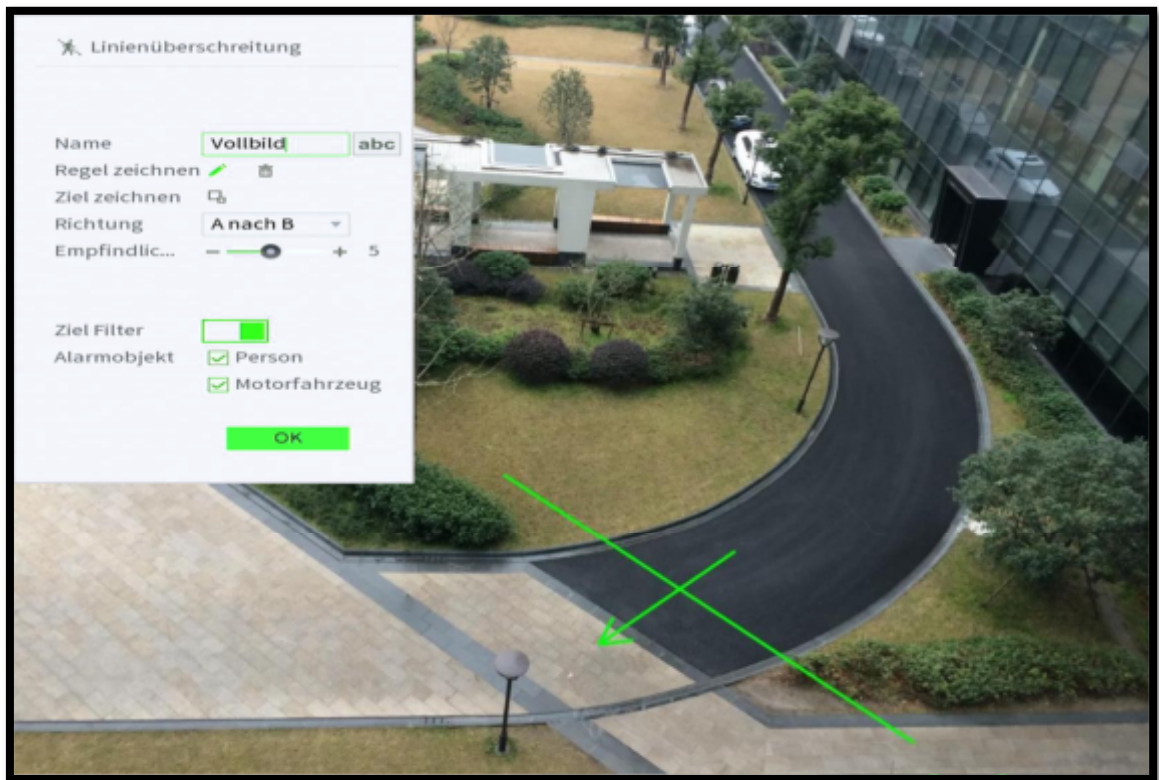 Linienüberschreitung
Name Vollbild abc
Regel zeichnen
Ziel zeichnen
Richtung A nach B
Empfindlic... − + 5
Ziel Filter
Alarmobjekt Person
Motorfahrzeug
OK